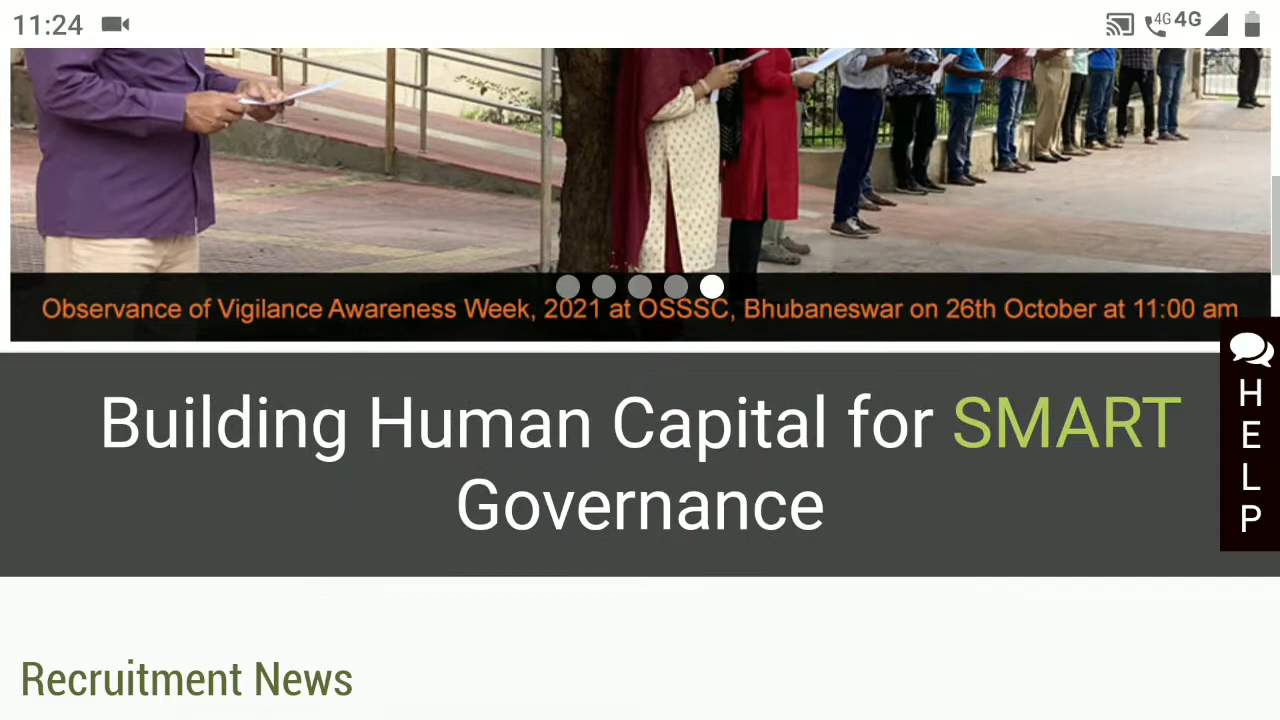 11:24
4G 4G
Observance of Vigilance Awareness Week, 2021 at OSSSC, Bhubaneswar on 26th October at 11:00 am
Building Human Capital for SMART
Governance
HELP
Recruitment News